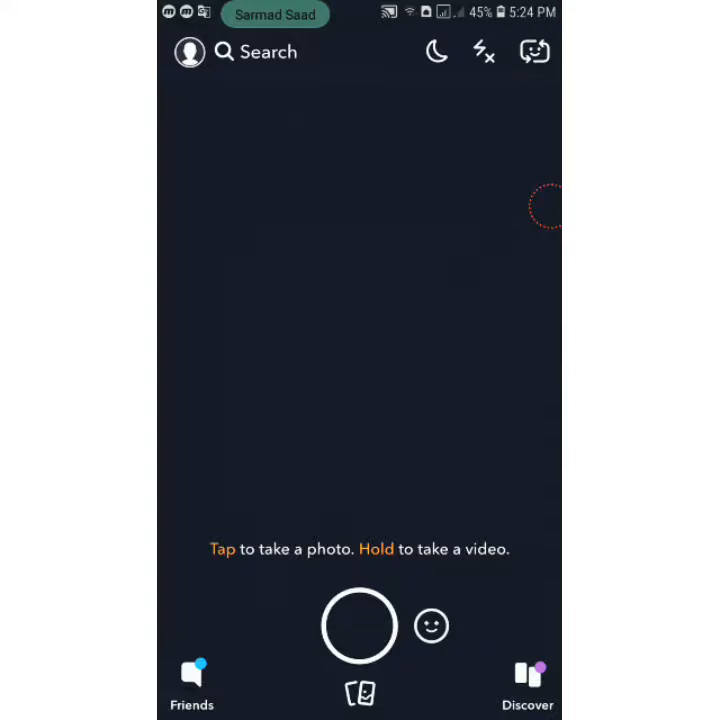 Sarmad Saad
45% 5:24 PM
Search
Tap to take a photo. Hold to take a video.
Friends
Discover